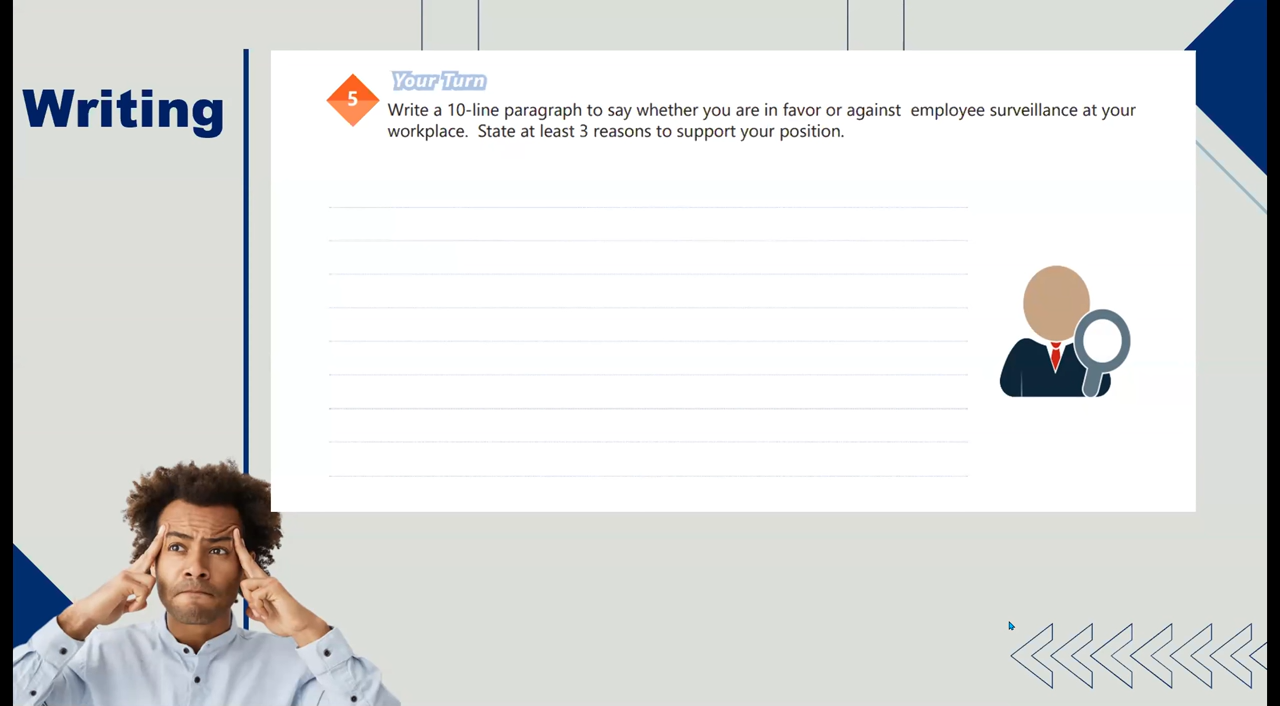 Writing
5
Your Turn
Write a 10-line paragraph to say whether you are in favor or against employee surveillance at your
workplace. State at least 3 reasons to support your position.